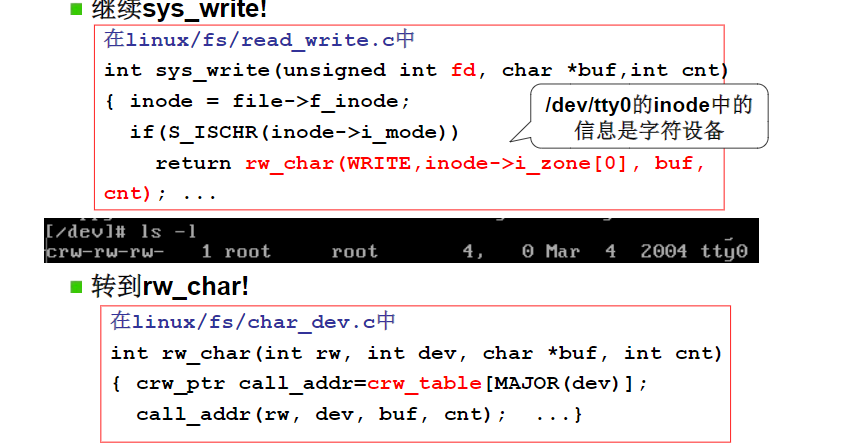 继续sys_write!
在linux/fs/read_write.c中
int sys_write(unsigned int fd, char *buf,int cnt)
{ inode = file->f_inode;
/dev/tty0的inode中的
信息是字符设备
if(S_ISCHR(inode->i_mode))
return rw_char(WRITE,inode->i_zone[0], buf,
cnt); ...
[/dev]# ls -l
crw-rw-rw- 1 root root 4, 0 Mar 4 2004 tty0
转到rw_char!
在linux/fs/char_dev.c中
int rw_char(int rw, int dev, char *buf, int cnt)
{ crw_ptr call_addr=crw_table[MAJOR(dev)];
call_addr(rw, dev, buf, cnt); ...}